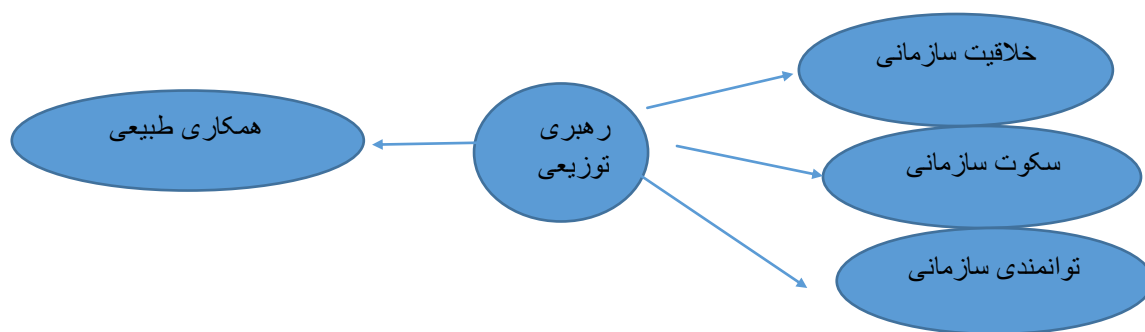 خلاقیت سازمانی
رهبری
توزیعی
همکاری طبیعی
سکوت سازمانی
توانمندی سازمانی